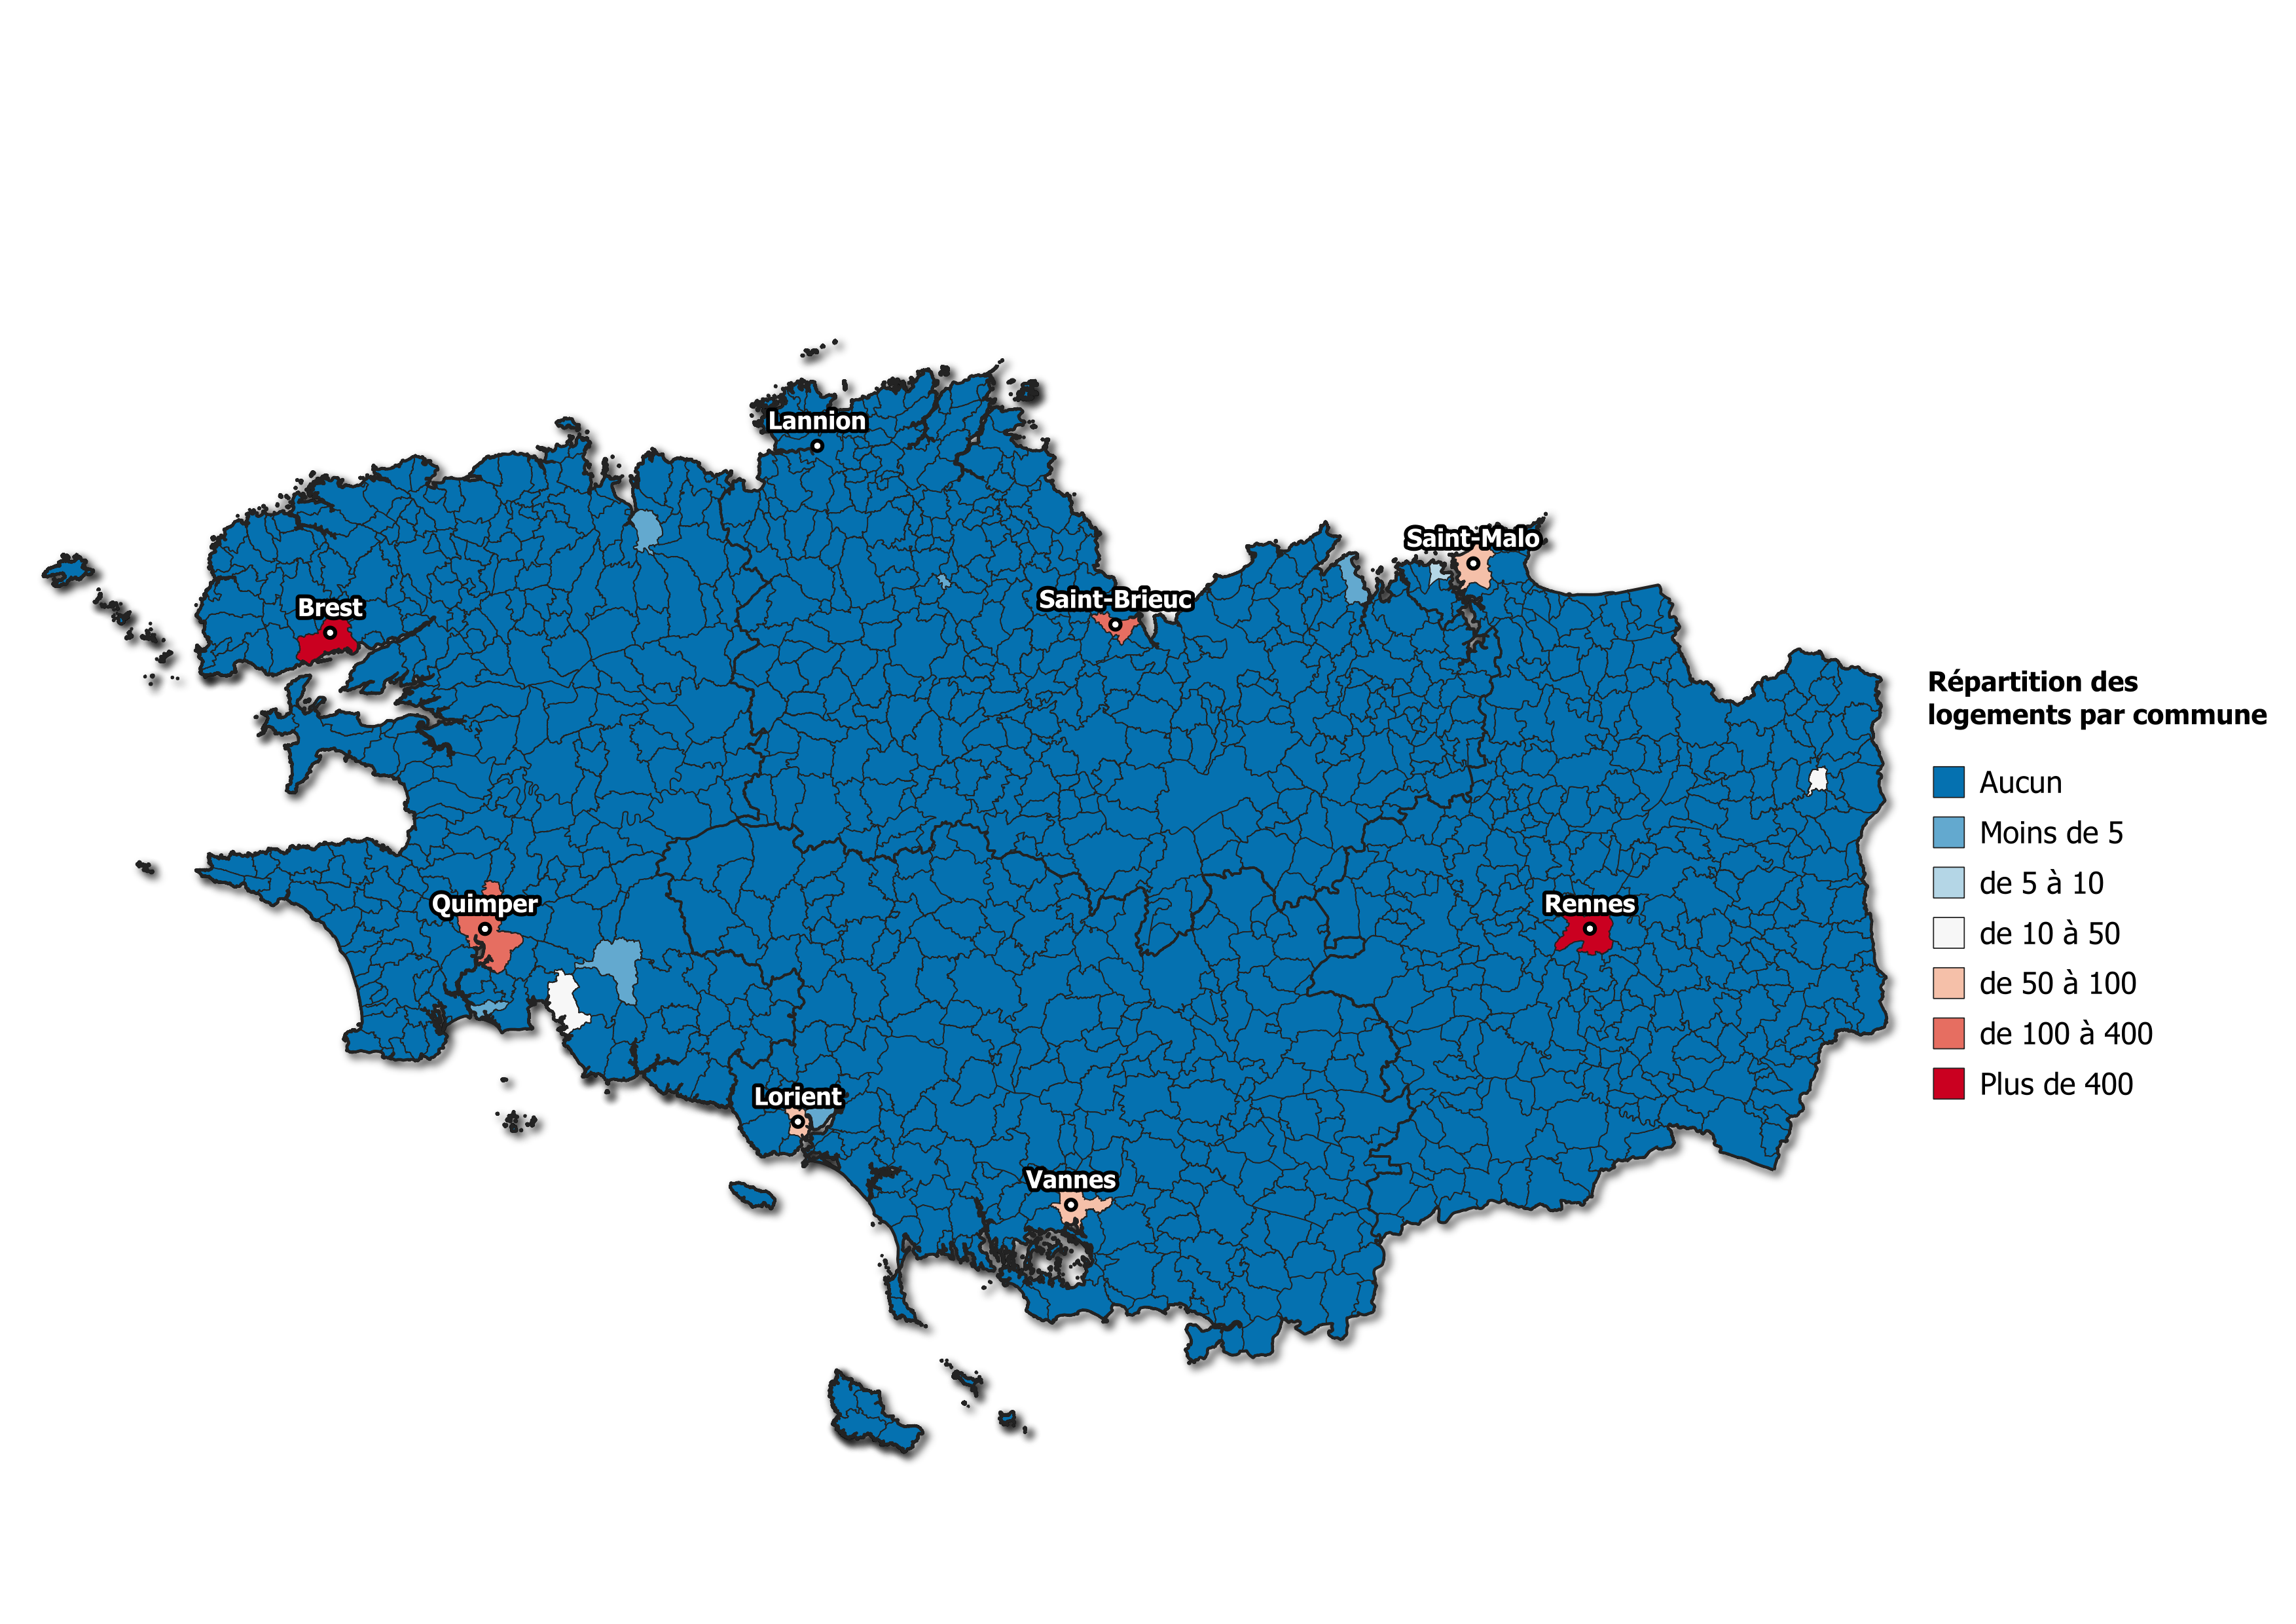 Lannion
Saint-Malo
Saint-Brieuc
Brest
Quimper
Rennes
Lorient
Vannes
Répartition des
logements par commune
Aucun
Moins de 5
de 5 à 10
de 10 à 50
de 50 à 100
de 100 à 400
Plus de 400